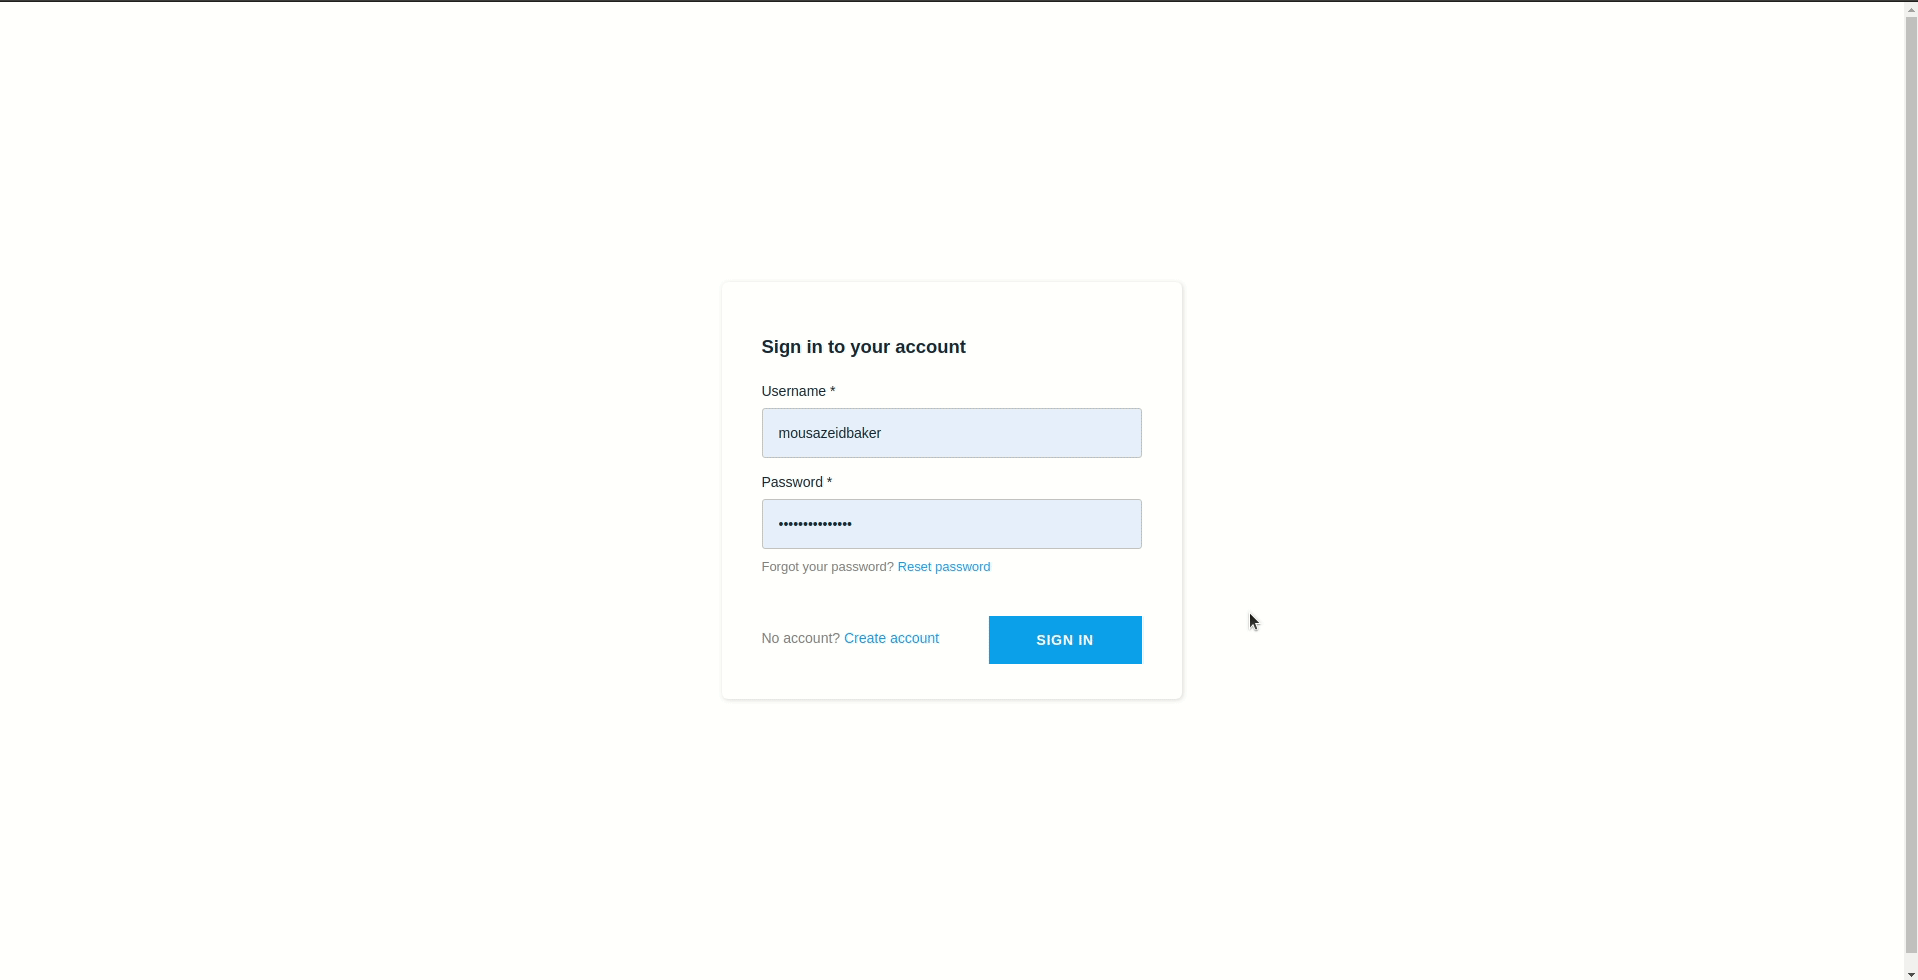 Sign in to your account
Username *
mousazeidbaker
Password *
•••••••••••••••
Forgot your password? Reset password
No account? Create account
SIGN IN